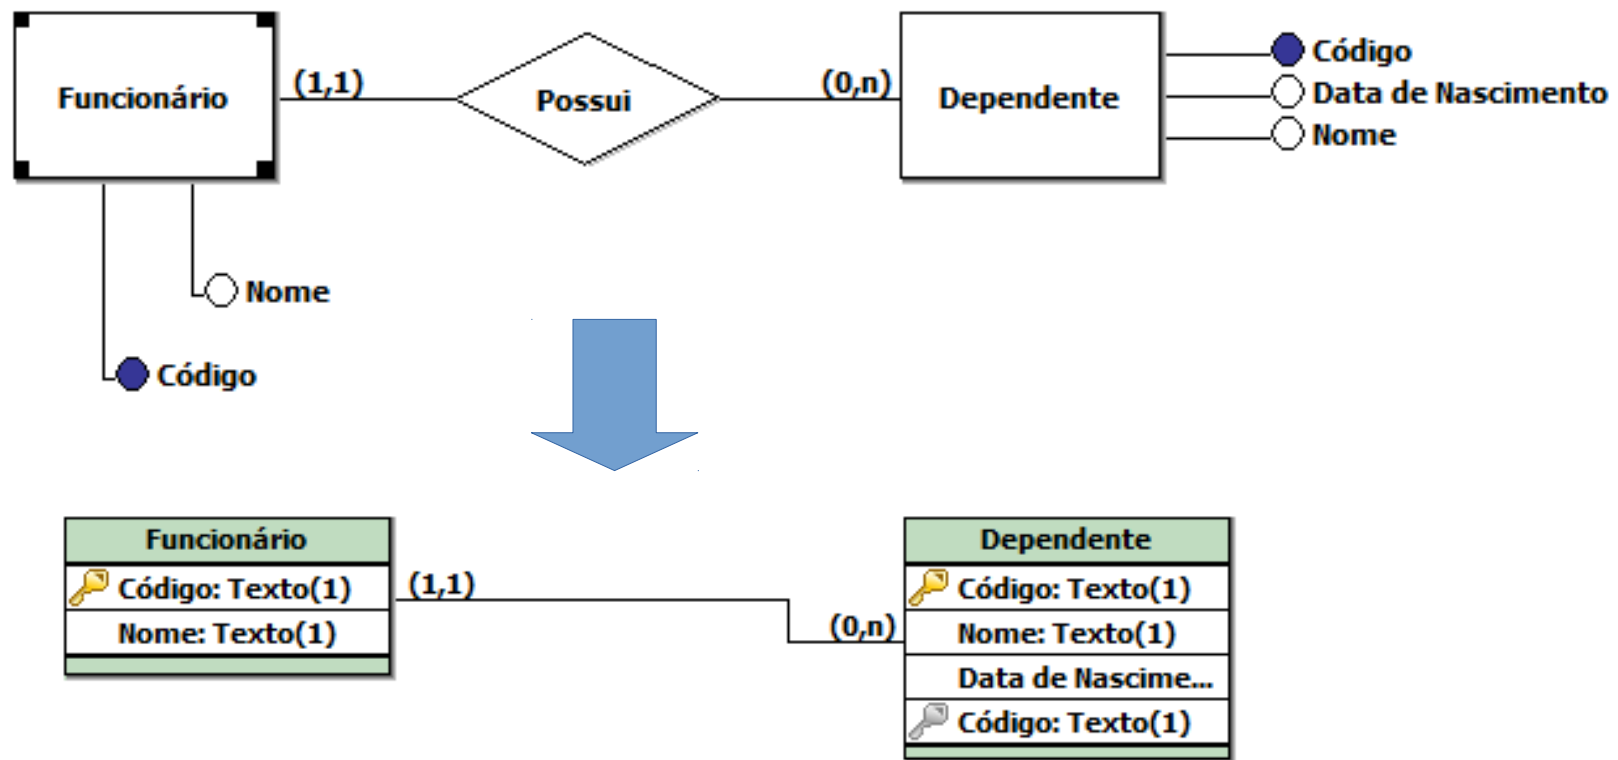 Funcionário
(1,1)
Possui
(0,n)
Dependente
Código
Data de Nascimento
Nome
Nome
Código
Funcionário
Código: Texto(1)
Nome: Texto(1)
(1,1)
(0,n)
Dependente
Código: Texto(1)
Nome: Texto(1)
Data de Nascime...
Código: Texto(1)